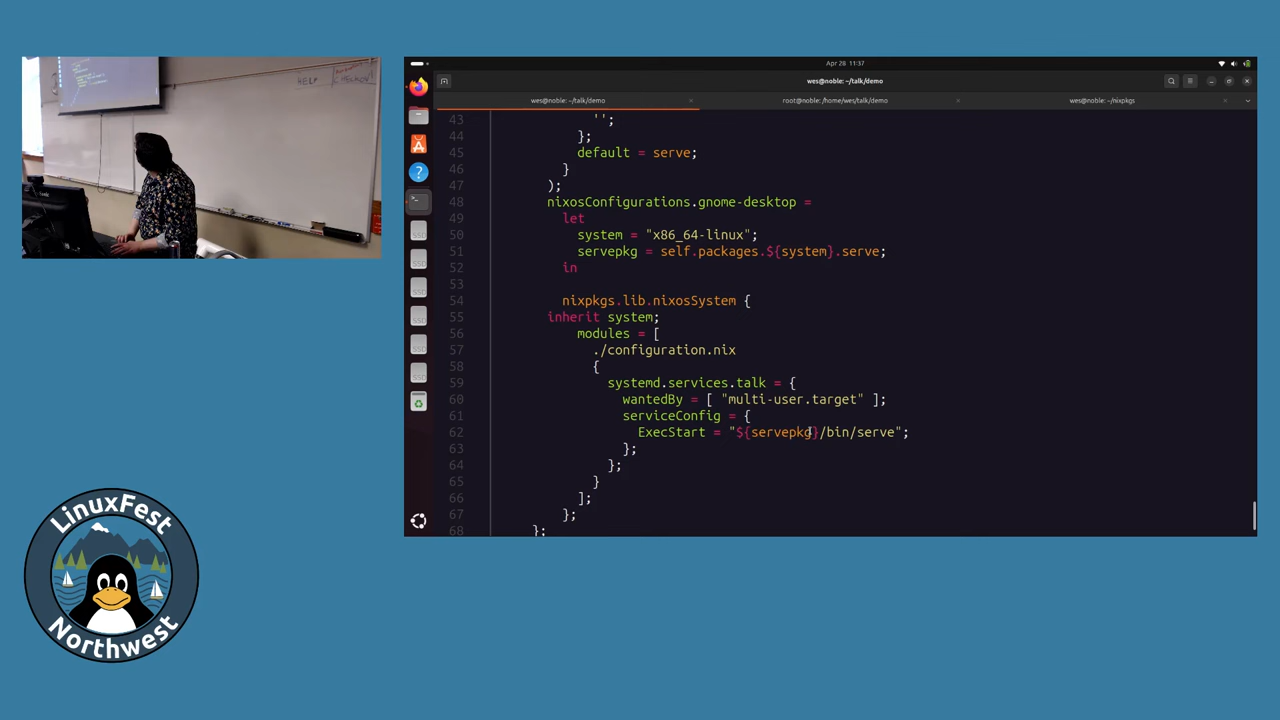 HELP
Apr 28 11:37
wes@noble: ~/talk/demo
wes@noble: ~/talk/demo
root@noble: /home/wes/talk/demo
wes@noble: ~/nixpkgs
43 '';
44 };
45 default = serve;
46 }
47 );
48 nixosConfigurations.gnome-desktop =
49 let
50 system = "x86_64-linux";
51 servepkg = self.packages.${system}.serve;
52 in
53
54 nixpkgs.lib.nixosSystem {
55 inherit system;
56 modules = [
57 ./configuration.nix
58 {
59 systemd.services.talk = {
60 wantedBy = [ "multi-user.target" ];
61 serviceConfig = {
62 ExecStart = "${servepkg}/bin/serve";
63 };
64 };
65 }
66 ];
67 };
68 };
LinuxFest
Northwest